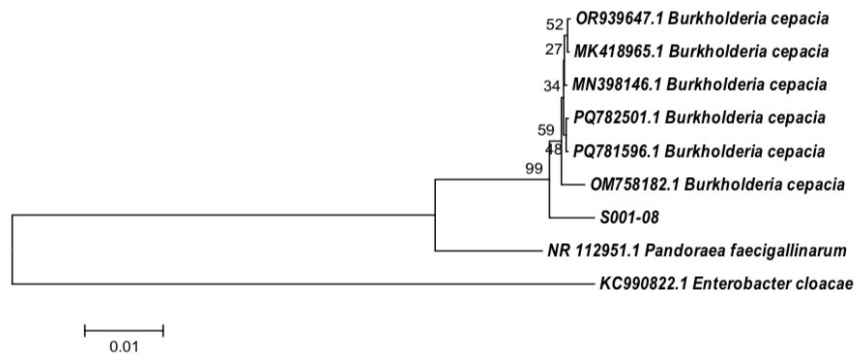 52
OR939647.1 Burkholderia cepacia
27
MK418965.1 Burkholderia cepacia
34
MN398146.1 Burkholderia cepacia
PQ782501.1 Burkholderia cepacia
59
48
PQ781596.1 Burkholderia cepacia
99
OM758182.1 Burkholderia cepacia
S001-08
NR 112951.1 Pandoraea faecigallinarum
KC990822.1 Enterobacter cloacae
0.01